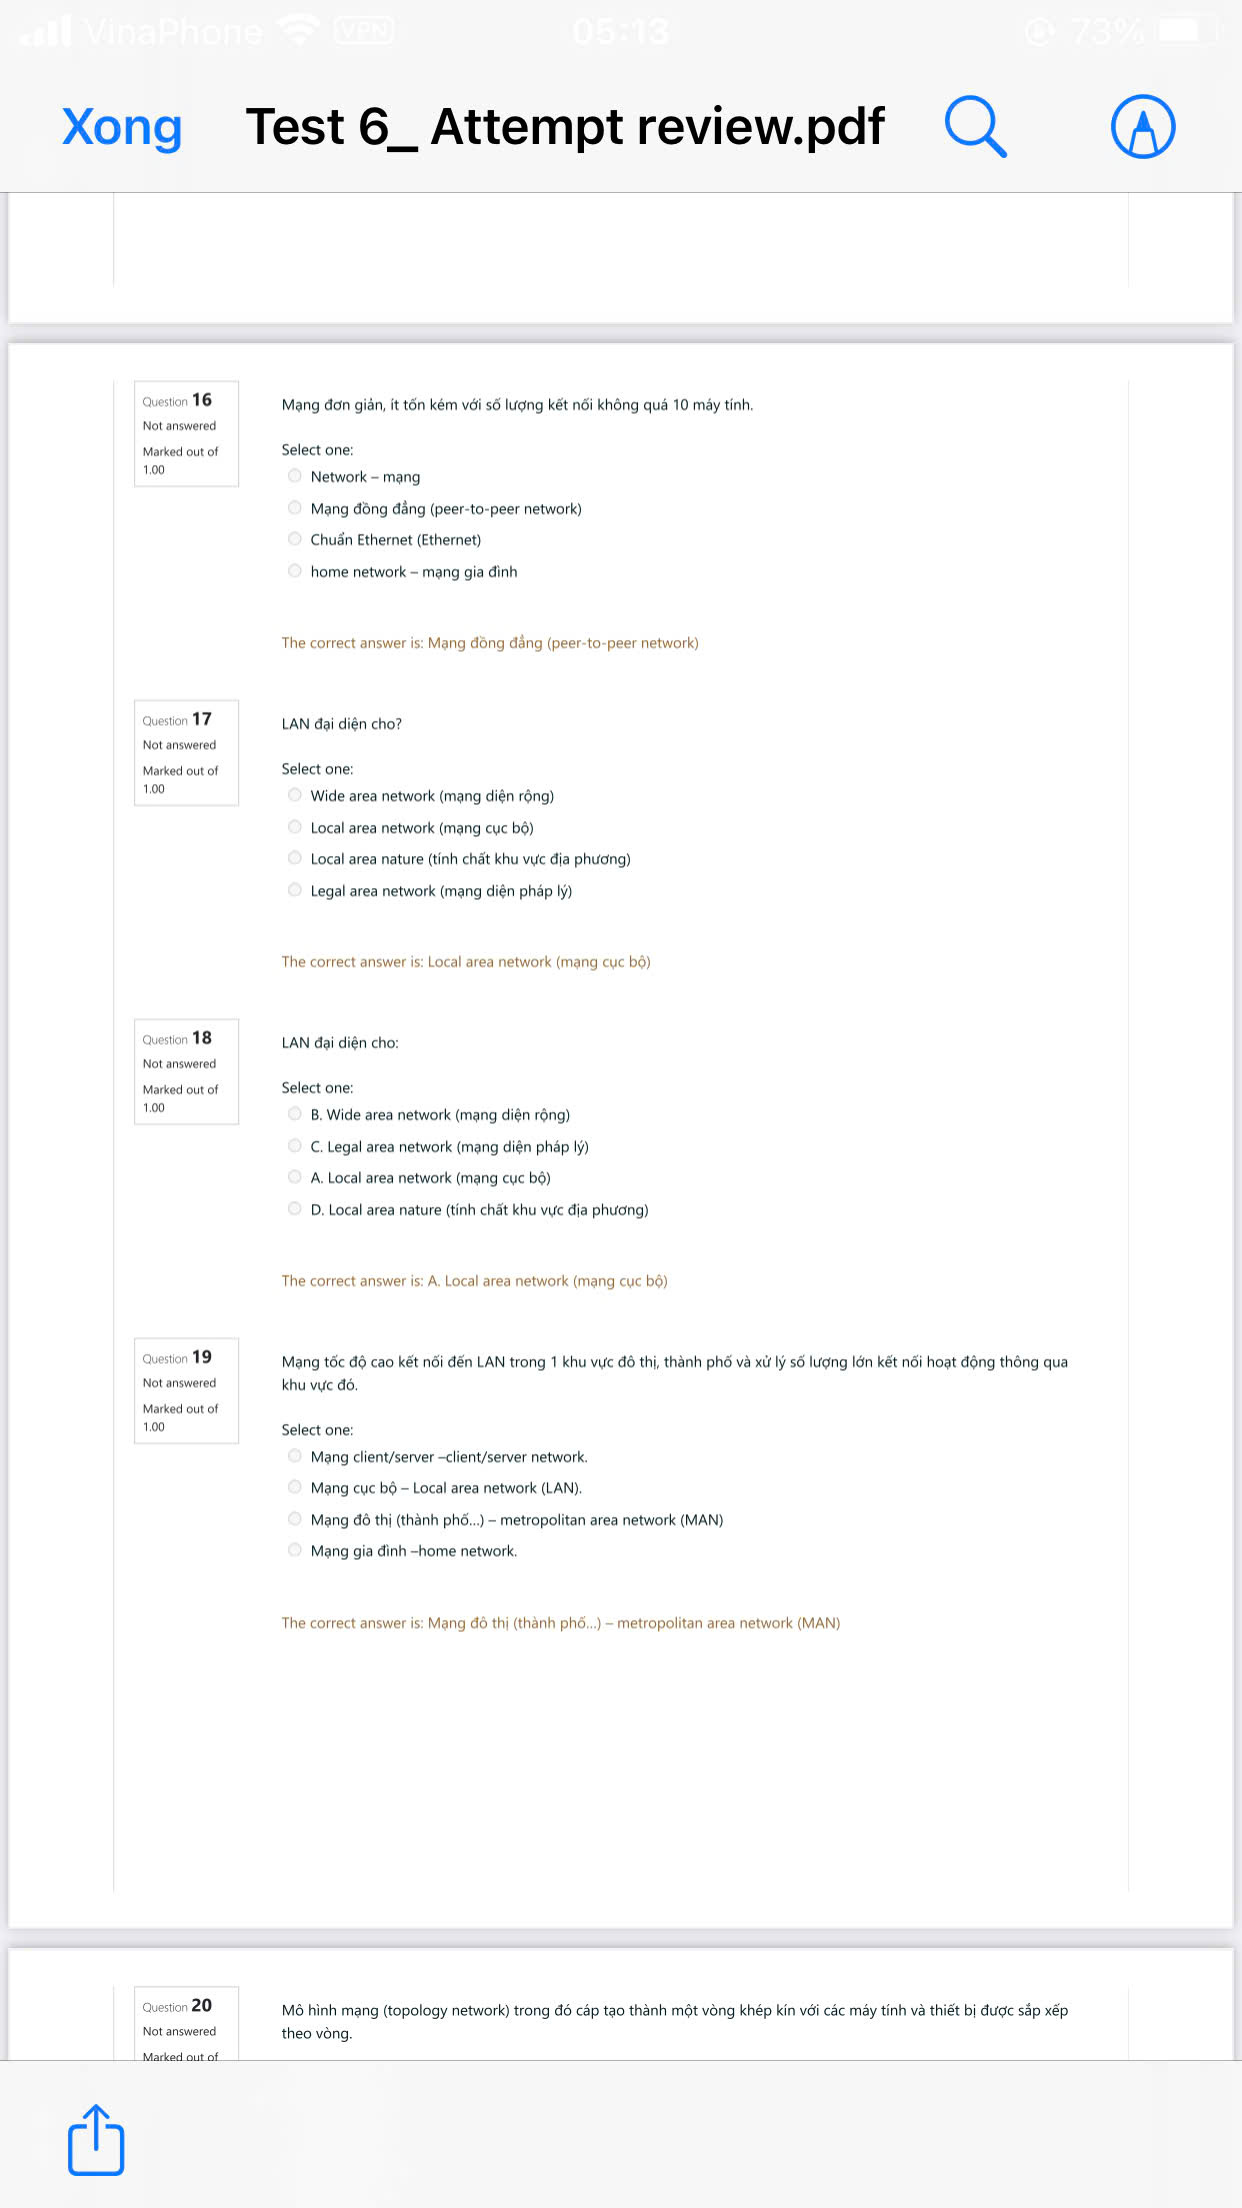 VinaPhone VPN 05:13 73%
Xong Test 6_ Attempt review.pdf
Question 16
Not answered
Marked out of
1.00
Mạng đơn giản, ít tốn kém với số lượng kết nối không quá 10 máy tính.
Select one:
Network – mạng
Mạng đồng đẳng (peer-to-peer network)
Chuẩn Ethernet (Ethernet)
home network – mạng gia đình
The correct answer is: Mạng đồng đẳng (peer-to-peer network)
Question 17
Not answered
Marked out of
1.00
LAN đại diện cho?
Select one:
Wide area network (mạng diện rộng)
Local area network (mạng cục bộ)
Local area nature (tính chất khu vực địa phương)
Legal area network (mạng diện pháp lý)
The correct answer is: Local area network (mạng cục bộ)
Question 18
Not answered
Marked out of
1.00
LAN đại diện cho:
Select one:
B. Wide area network (mạng diện rộng)
C. Legal area network (mạng diện pháp lý)
A. Local area network (mạng cục bộ)
D. Local area nature (tính chất khu vực địa phương)
The correct answer is: A. Local area network (mạng cục bộ)
Question 19
Not answered
Marked out of
1.00
Mạng tốc độ cao kết nối đến LAN trong 1 khu vực đô thị, thành phố và xử lý số lượng lớn kết nối hoạt động thông qua
khu vực đó.
Select one:
Mạng client/server –client/server network.
Mạng cục bộ – Local area network (LAN).
Mạng đô thị (thành phố...) – metropolitan area network (MAN)
Mạng gia đình –home network.
The correct answer is: Mạng đô thị (thành phố...) – metropolitan area network (MAN)
Question 20
Not answered
Marked out of
Mô hình mạng (topology network) trong đó cáp tạo thành một vòng khép kín với các máy tính và thiết bị được sắp xếp
theo vòng.